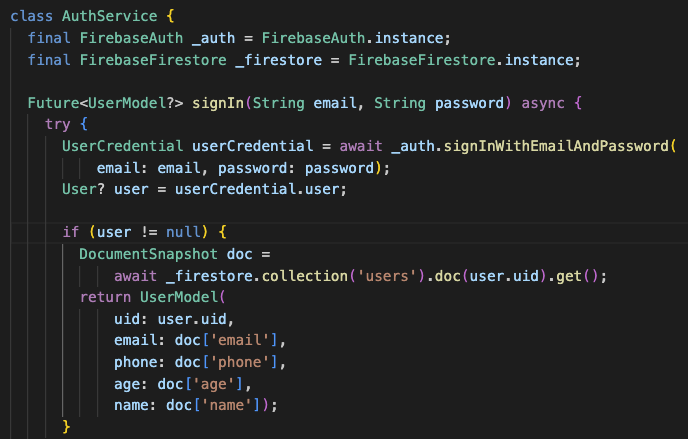 class AuthService {
  final FirebaseAuth _auth = FirebaseAuth.instance;
  final FirebaseFirestore _firestore = FirebaseFirestore.instance;

  Future<UserModel?> signIn(String email, String password) async {
    try {
      UserCredential userCredential = await _auth.signInWithEmailAndPassword(
          email: email, password: password);
      User? user = userCredential.user;

      if (user != null) {
        DocumentSnapshot doc =
            await _firestore.collection('users').doc(user.uid).get();
        return UserModel(
            uid: user.uid,
            email: doc['email'],
            phone: doc['phone'],
            age: doc['age'],
            name: doc['name']);
      }